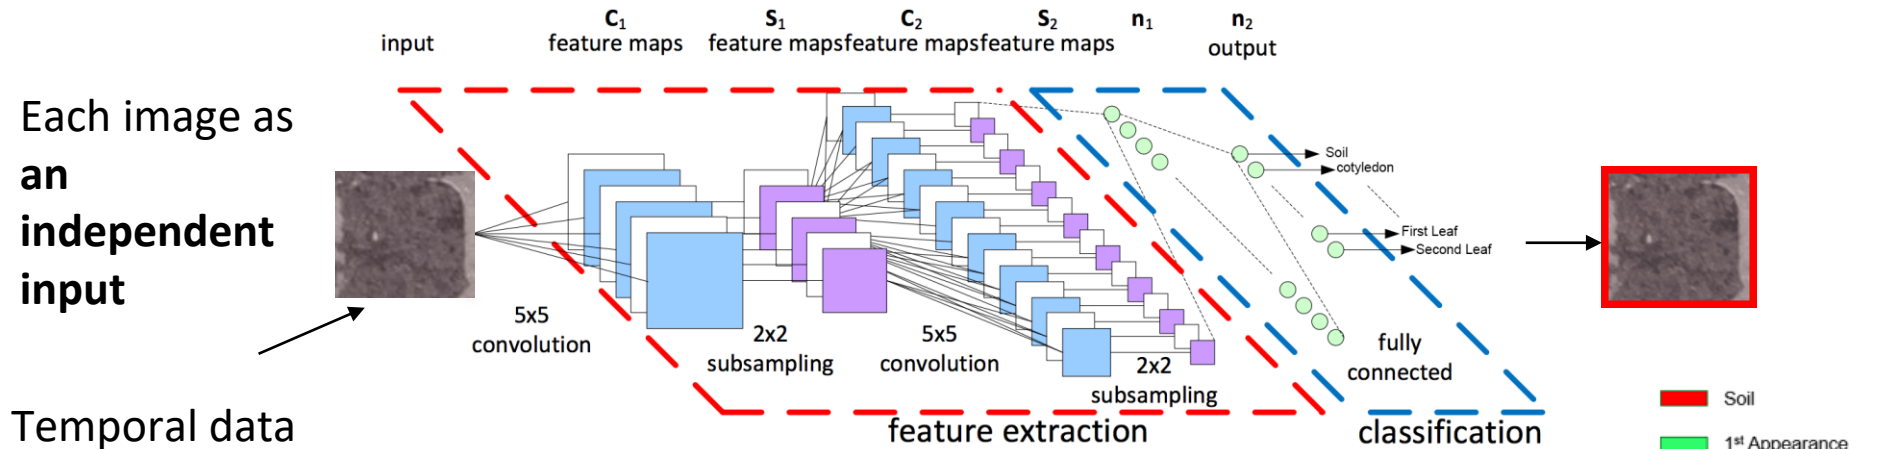 input
C1
feature maps
S1
feature maps
C2
feature maps
S2
feature maps
n1
n2
output
Each image as
an
independent
input
Soil
cotyledon
First Leaf
Second Leaf
5x5
convolution
2x2
subsampling
5x5
convolution
2x2
subsampling
fully
connected
feature extraction
classification
Temporal data
Soil
1st Appearance